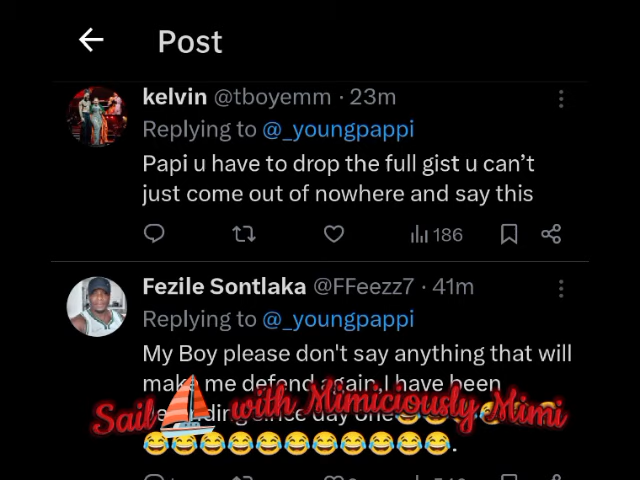 Post
kelvin @tboyemm · 23m
Replying to @_youngpappi
Papi u have to drop the full gist u can’t
just come out of nowhere and say this
186
Fezile Sontlaka @FFeezz7 · 41m
Replying to @_youngpappi
My Boy please don't say anything that will
make me defend again,I have been
day one
Sail⛵ with Mimiciously Mimi
😂😂😂😂😂😂😂😂😂😂😂.